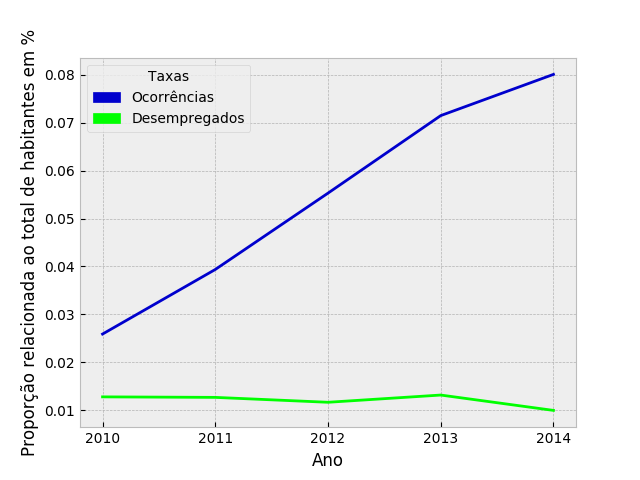 Proporção relacionada ao total de habitantes em %
0.08
0.07
0.06
0.05
0.04
0.03
0.02
0.01
Taxas
Ocorrências
Desempregados
2010 2011 2012 2013 2014
Ano